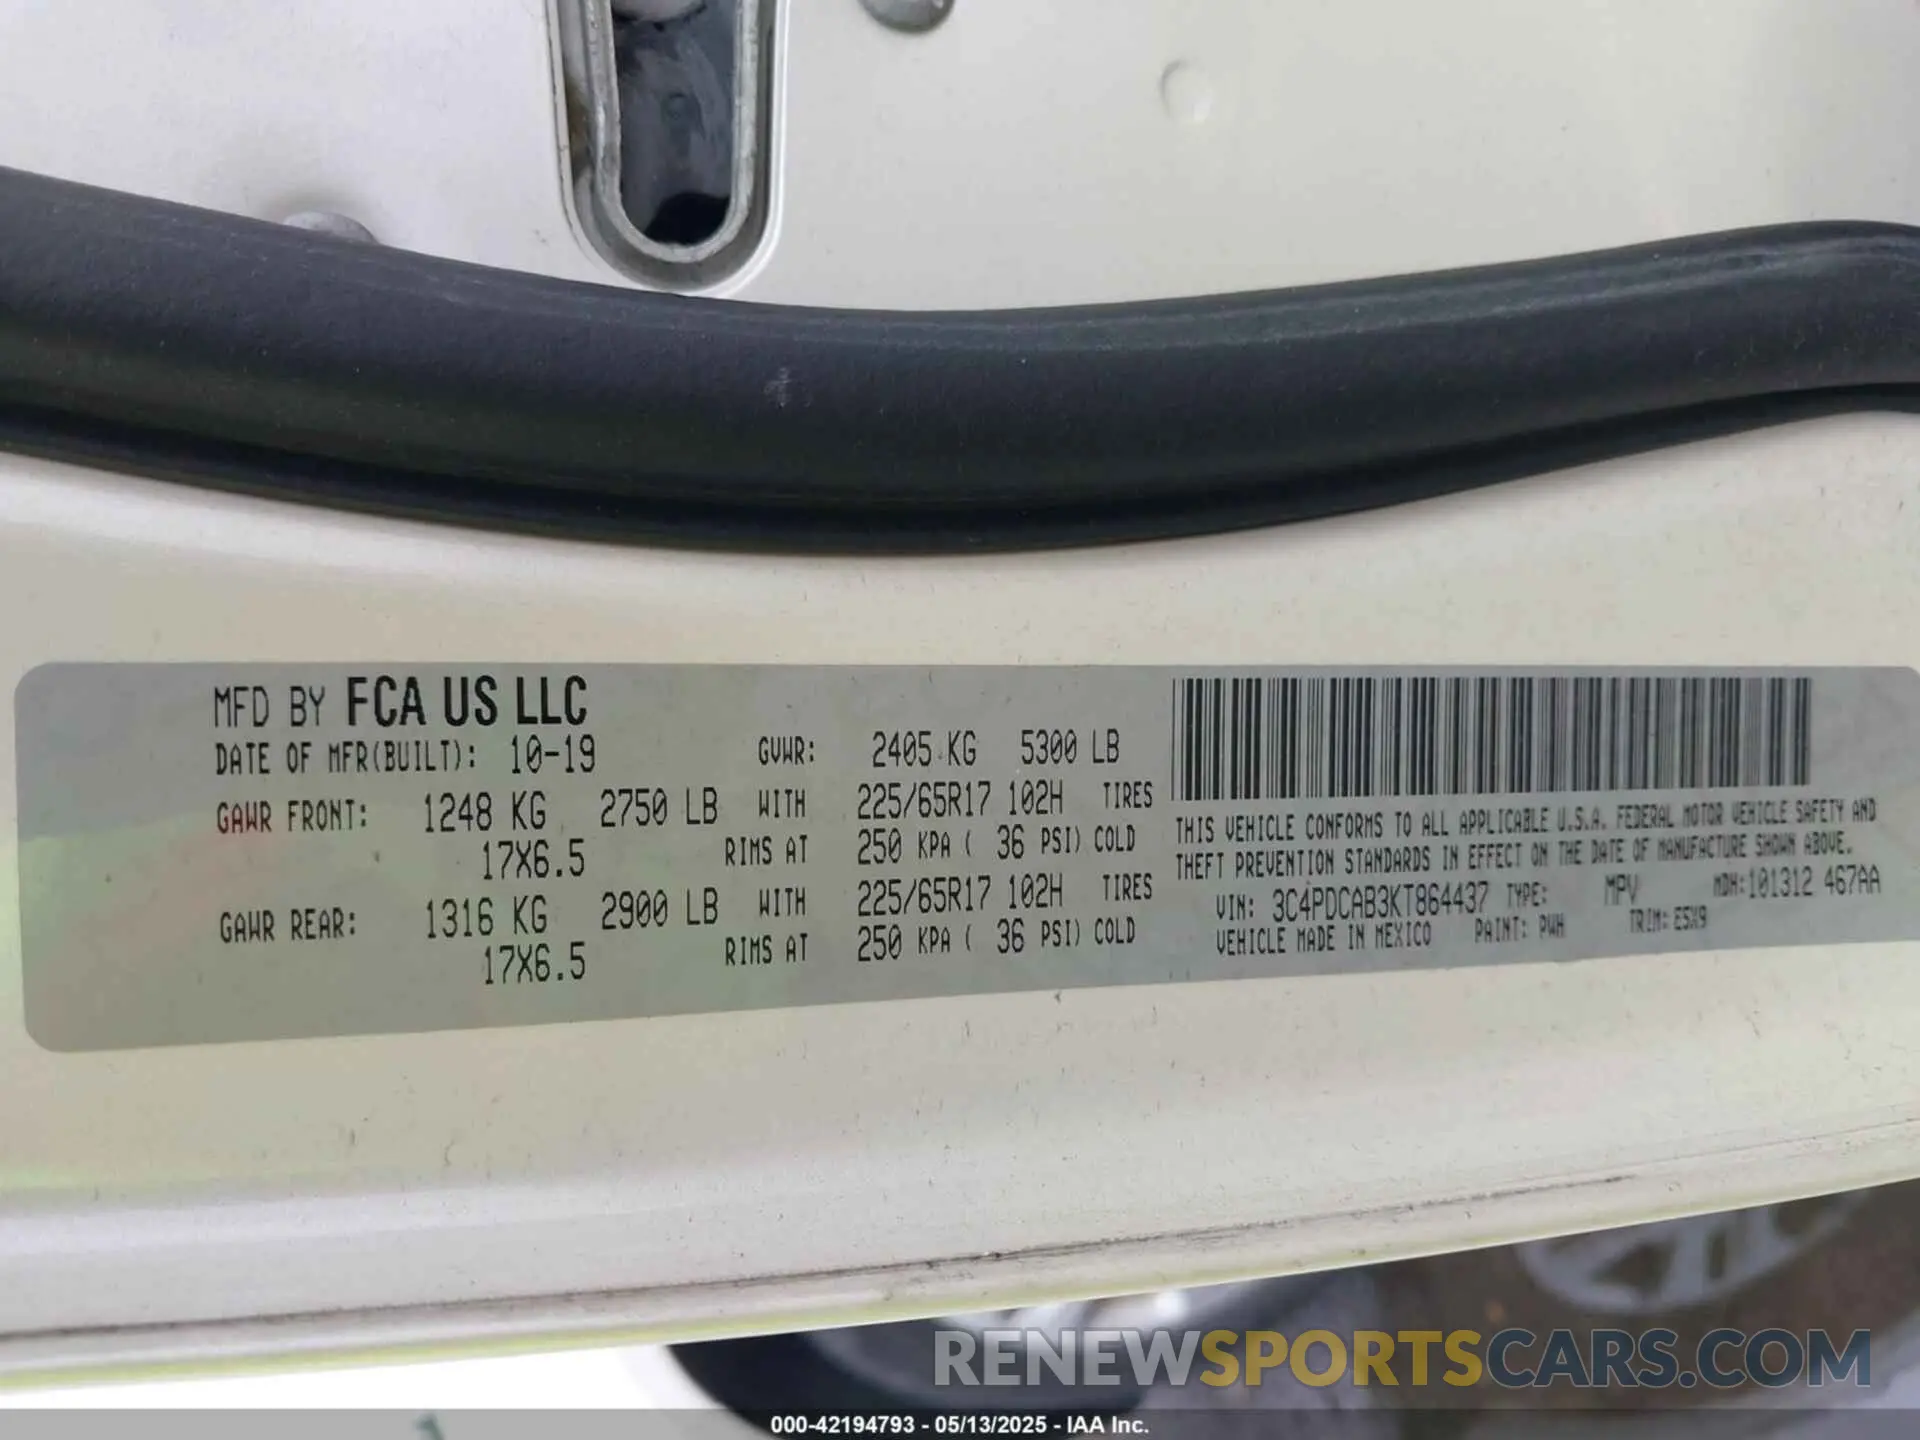 MFD BY FCA US LLC
DATE OF MFR(BUILT): 10-19 GVWR: 2405 KG 5300 LB
GAWR FRONT: 1248 KG 2750 LB WITH 225/65R17 102H TIRES
17X6.5 RIMS AT 250 KPA ( 36 PSI) COLD
GAWR REAR: 1316 KG 2900 LB WITH 225/65R17 102H TIRES
17X6.5 RIMS AT 250 KPA ( 36 PSI) COLD
THIS VEHICLE CONFORMS TO ALL APPLICABLE U.S.A. FEDERAL MOTOR VEHICLE SAFETY AND
THEFT PREVENTION STANDARDS IN EFFECT ON THE DATE OF MANUFACTURE SHOWN ABOVE.
VIN: 3C4PDCAB3KT864437 TYPE: MPV MDH:101312 467AA
VEHICLE MADE IN MEXICO PAINT: PWH TRIM: E5X9
RENEWSPORTSCARS.COM
000-42194793 - 05/13/2025 - IAA Inc.